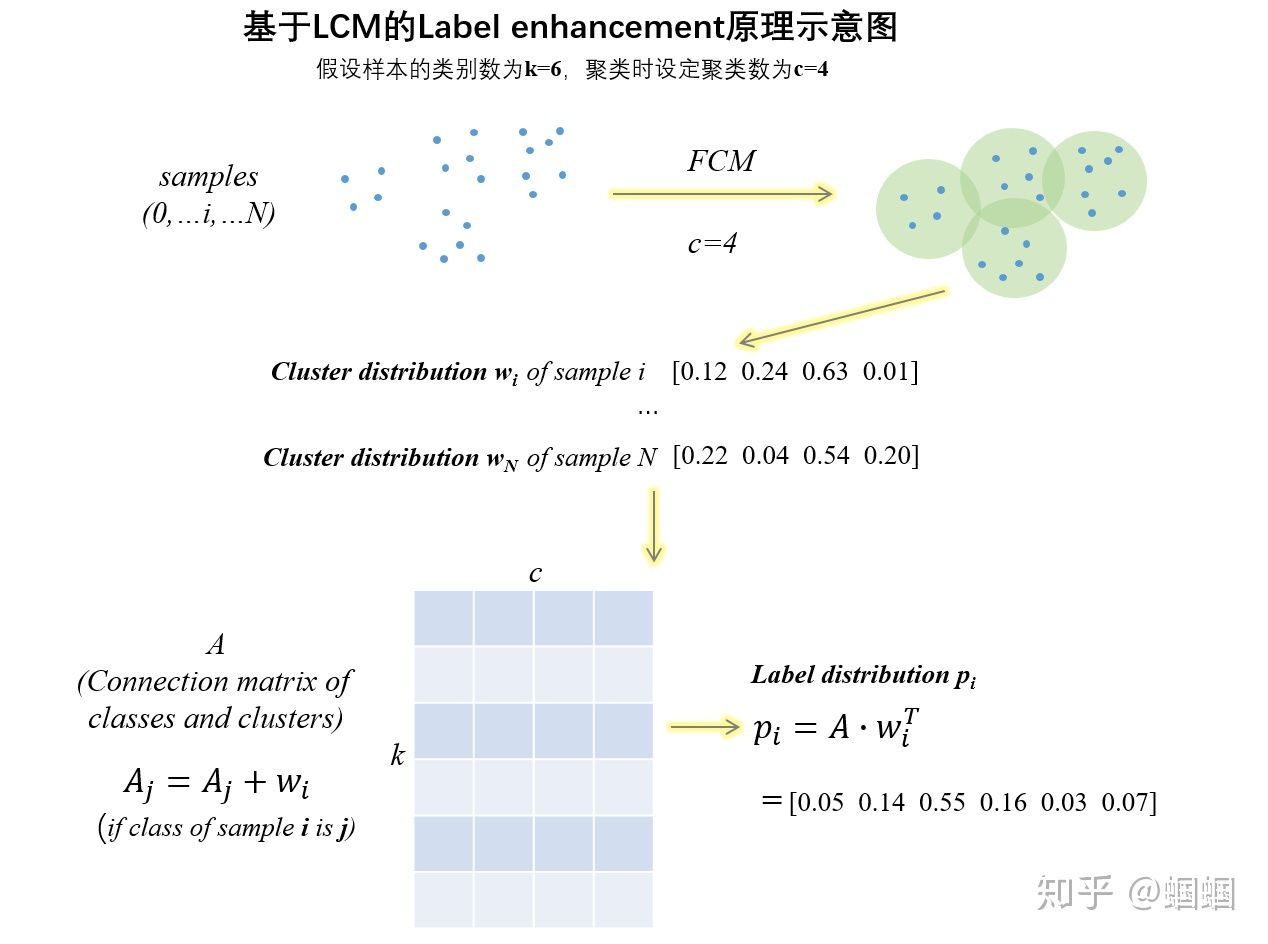 基于LCM的Label enhancement原理示意图
假设样本的类别数为k=6，聚类时设定聚类数为c=4
samples
(0,…i,…N)
FCM
c=4
Cluster distribution wi of sample i [0.12 0.24 0.63 0.01]
…
Cluster distribution wN of sample N [0.22 0.04 0.54 0.20]
c
A
(Connection matrix of
classes and clusters)
k
Aj = Aj + wi
(if class of sample i is j)
Label distribution pi
pi = A · wiT
= [0.05 0.14 0.55 0.16 0.03 0.07]
知乎 @蝈蝈